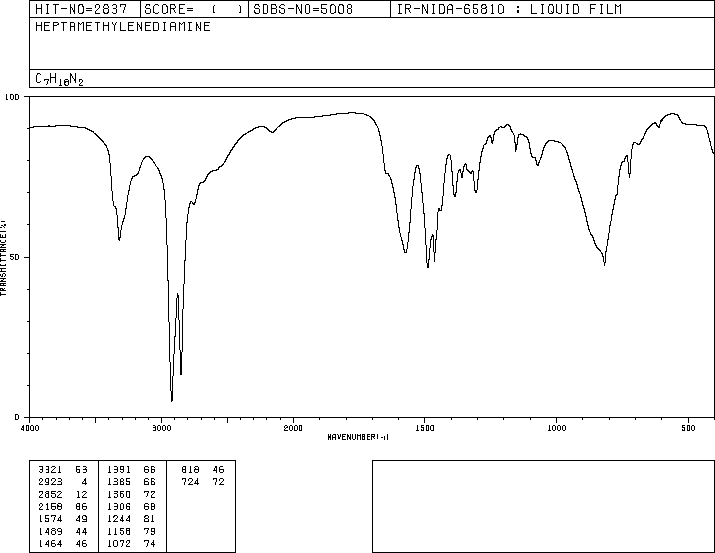 HIT-NO=2837 SCORE= ( ) SDBS-NO=5008 IR-NIDA-65810 : LIQUID FILM
HEPTAMETHYLENEDIAMINE
C7H18N2
100
50
0
TRANSMITTANCE(%)
4000 3000 2000 1500 1000 500
WAVENUMBER(-1)
3321 63 1391 66 818 46
2923 4 1385 66 724 72
2852 12 1360 72
2168 86 1306 68
1574 49 1244 81
1489 44 1158 79
1464 46 1072 74